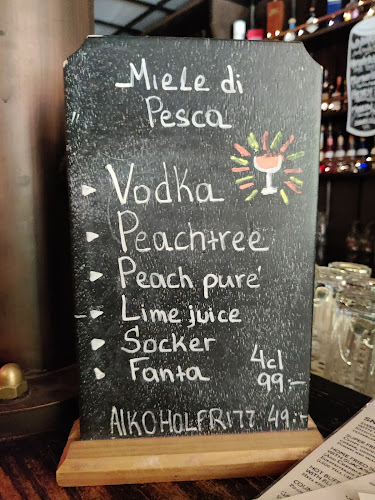 Miele di
Pesca
Vodka
Peachtree
Peach puré
Lime juice
Socker
Fanta
4cl
99:-
AlKOHOLFRITT 49:-